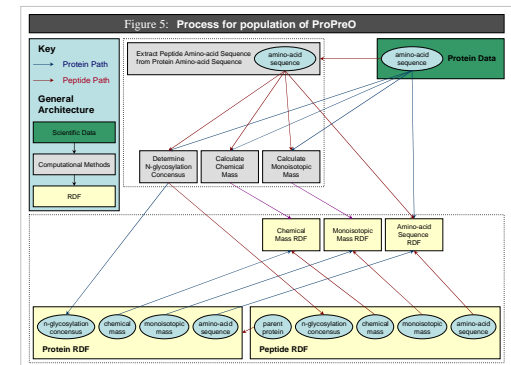 Figure 5: Process for population of ProPreO
Key
Protein Path
Peptide Path
General
Architecture
Scientific Data
Computational Methods
RDF
Extract Peptide Amino-acid Sequence
from Protein Amino-acid Sequence
amino-acid
sequence
amino-acid
sequence
Protein Data
Determine
N-glycosylation
Concensus
Calculate
Chemical
Mass
Calculate
Monoisotopic
Mass
Chemical
Mass RDF
Monoisotopic
Mass RDF
Amino-acid
Sequence
RDF
n-glycosylation
concensus
chemical
mass
monoisotopic
mass
amino-acid
sequence
Protein RDF
parent
protein
n-glycosylation
concensus
chemical
mass
monoisotopic
mass
amino-acid
sequence
Peptide RDF